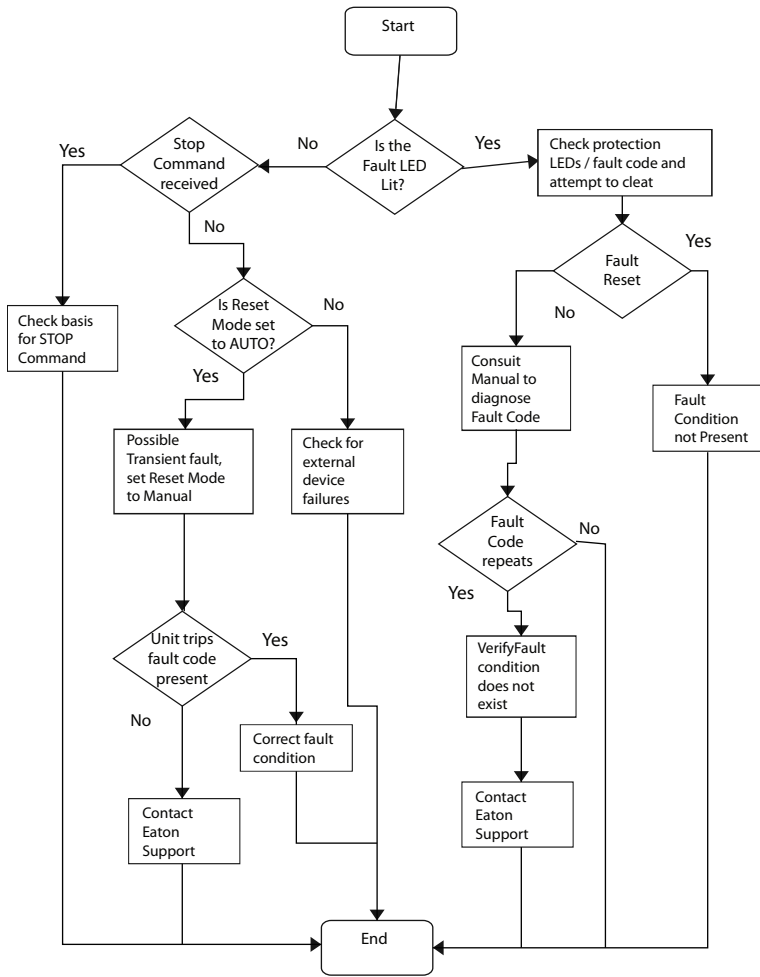 Start
Is the
Fault LED
Lit?
No
Yes
Stop
Command
received
Yes
No
Check protection
LEDs / fault code and
attempt to cleat
Fault
Reset
Yes
No
Check basis
for STOP
Command
Is Reset
Mode set
to AUTO?
No
Yes
Consuit
Manual to
diagnose
Fault Code
Fault
Condition
not Present
Possible
Transient fault,
set Reset Mode
to Manual
Check for
external
device
failures
Fault
Code
repeats
No
Yes
Unit trips
fault code
present
Yes
No
VerifyFault
condition
does not
exist
Correct fault
condition
Contact
Eaton
Support
Contact
Eaton
Support
End